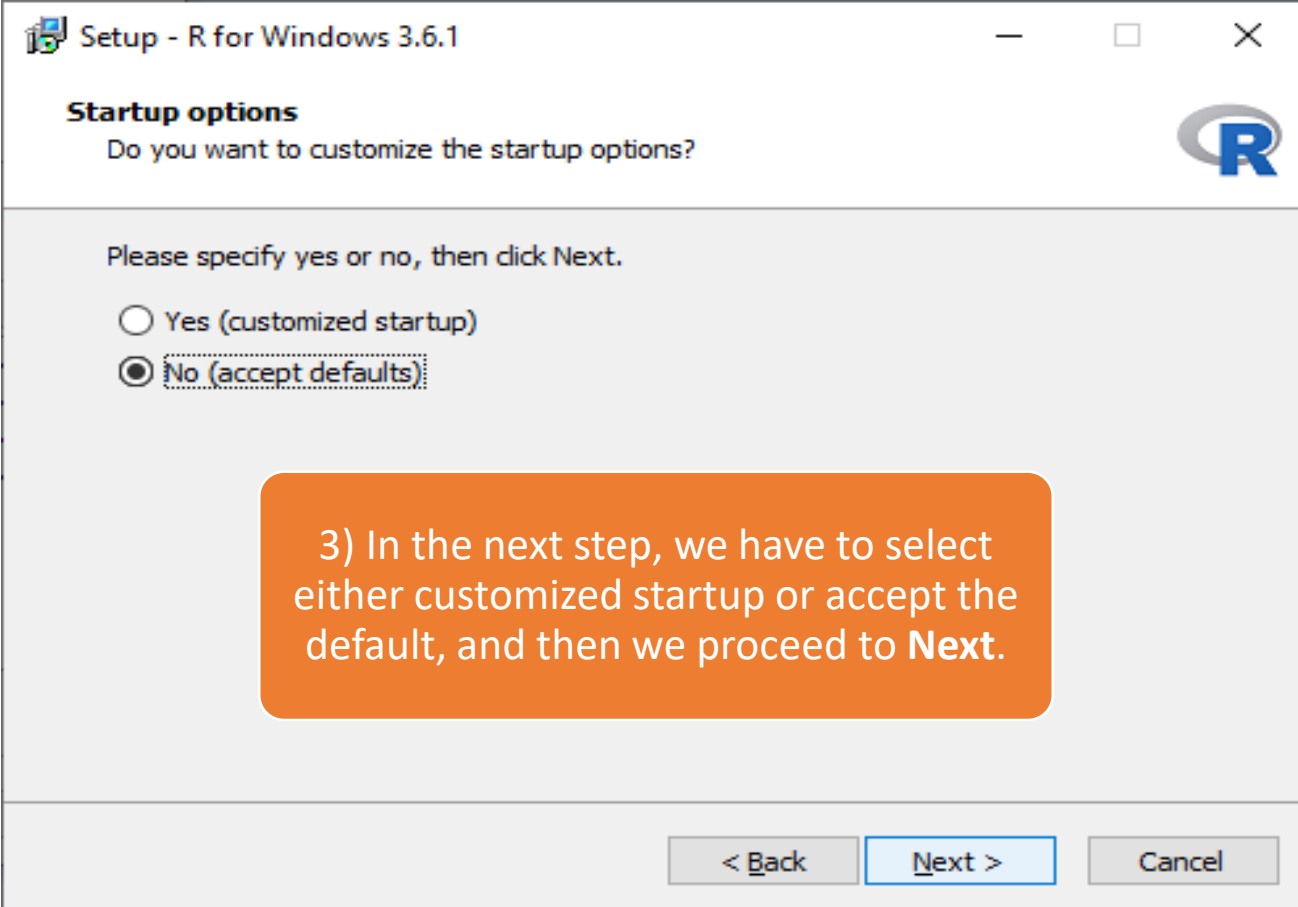 Setup - R for Windows 3.6.1
Startup options
Do you want to customize the startup options?
R
Please specify yes or no, then click Next.
Yes (customized startup)
No (accept defaults)
3) In the next step, we have to select
either customized startup or accept the
default, and then we proceed to Next.
< Back
Next >
Cancel